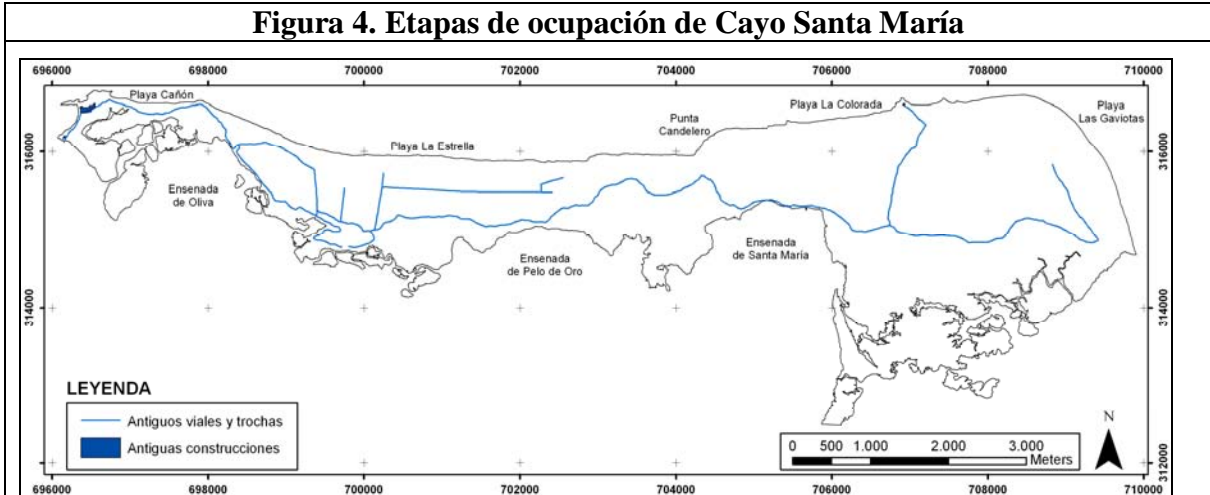 Figura 4. Etapas de ocupación de Cayo Santa María
696000 698000 700000 702000 704000 706000 708000 710000
Playa Cañón
Playa La Colorada
Playa
Las Gaviotas
Punta
Candelero
Playa La Estrella
316000
316000
Ensenada
de Oliva
Ensenada
de Pelo de Oro
Ensenada
de Santa María
314000
314000
LEYENDA
Antiguos viales y trochas
Antiguas construcciones
0 500 1.000 2.000 3.000
Meters
N
312000
696000 698000 700000 702000 704000 706000 708000 710000